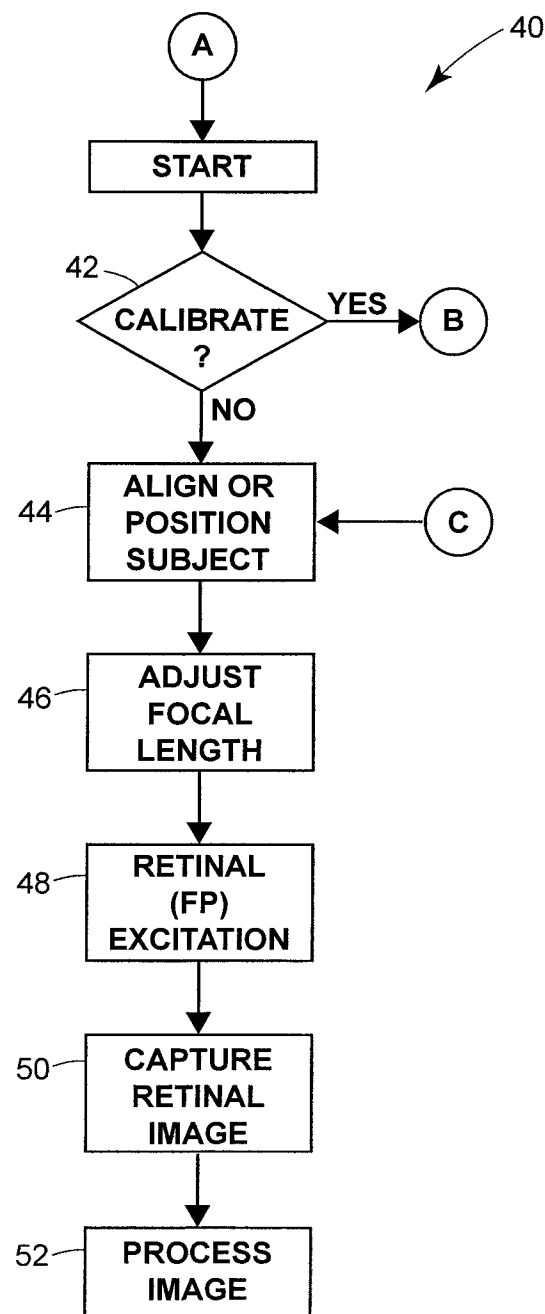 A
40
START
42
CALIBRATE
?
YES
B
NO
44
ALIGN OR
POSITION
SUBJECT
C
46
ADJUST
FOCAL
LENGTH
48
RETINAL
(FP)
EXCITATION
50
CAPTURE
RETINAL
IMAGE
52
PROCESS
IMAGE